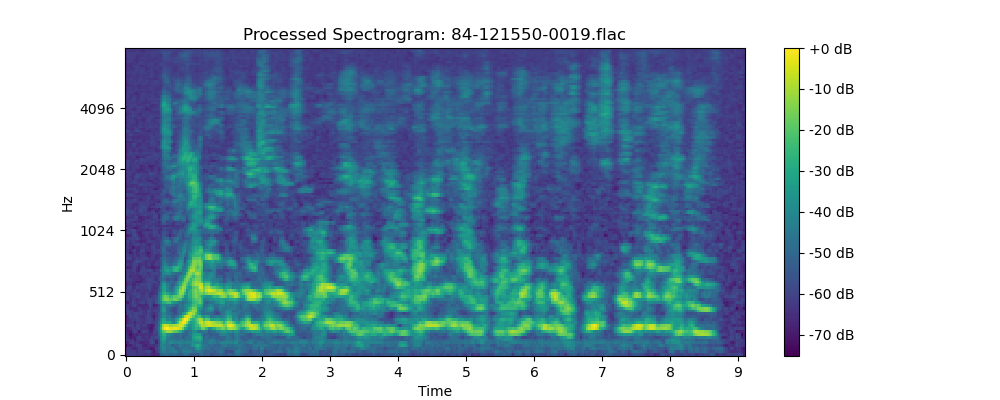 Processed Spectrogram: 84-121550-0019.flac
Hz
4096
2048
1024
512
0
0 1 2 3 4 5 6 7 8 9
Time
+0 dB
-10 dB
-20 dB
-30 dB
-40 dB
-50 dB
-60 dB
-70 dB